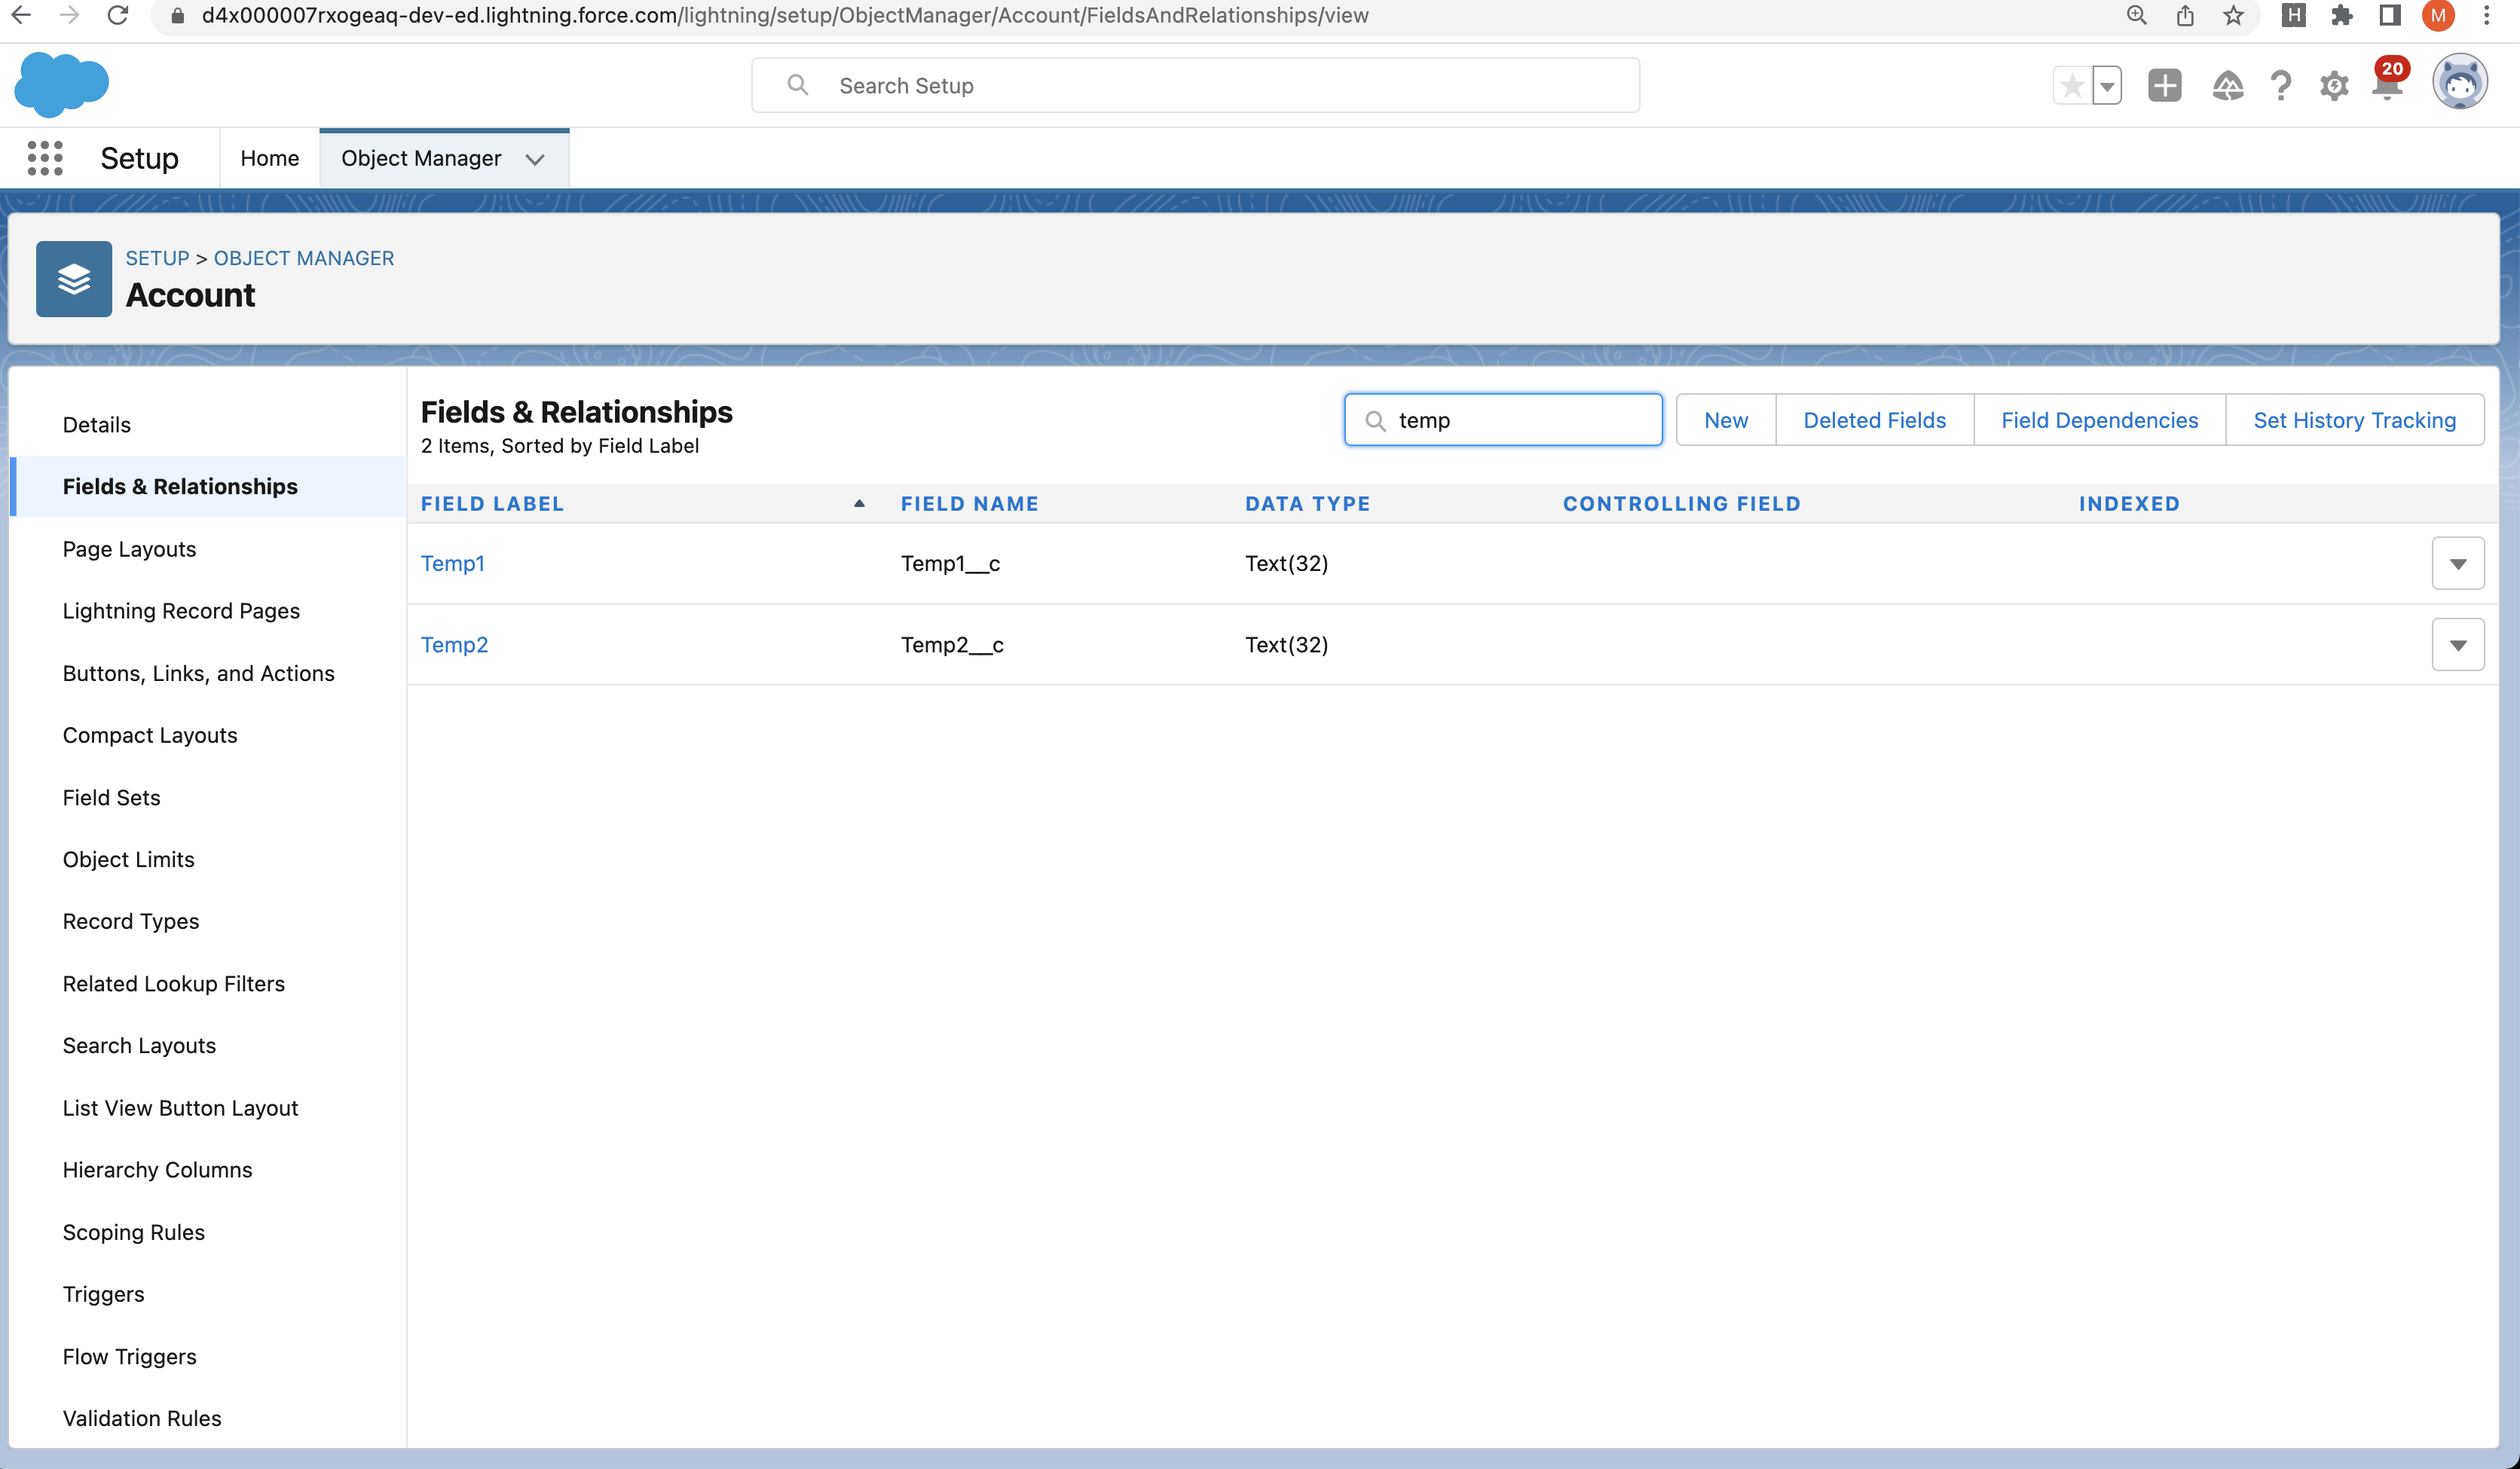 d4x000007rxogeaq-dev-ed.lightning.force.com/lightning/setup/ObjectManager/Account/FieldsAndRelationships/view
H
M
Search Setup
20
Setup
Home
Object Manager
SETUP > OBJECT MANAGER
Account
Details
Fields & Relationships
Page Layouts
Lightning Record Pages
Buttons, Links, and Actions
Compact Layouts
Field Sets
Object Limits
Record Types
Related Lookup Filters
Search Layouts
List View Button Layout
Hierarchy Columns
Scoping Rules
Triggers
Flow Triggers
Validation Rules
Fields & Relationships
2 Items, Sorted by Field Label
temp
New
Deleted Fields
Field Dependencies
Set History Tracking
FIELD LABEL FIELD NAME DATA TYPE CONTROLLING FIELD INDEXED
Temp1 Temp1__c Text(32)
Temp2 Temp2__c Text(32)